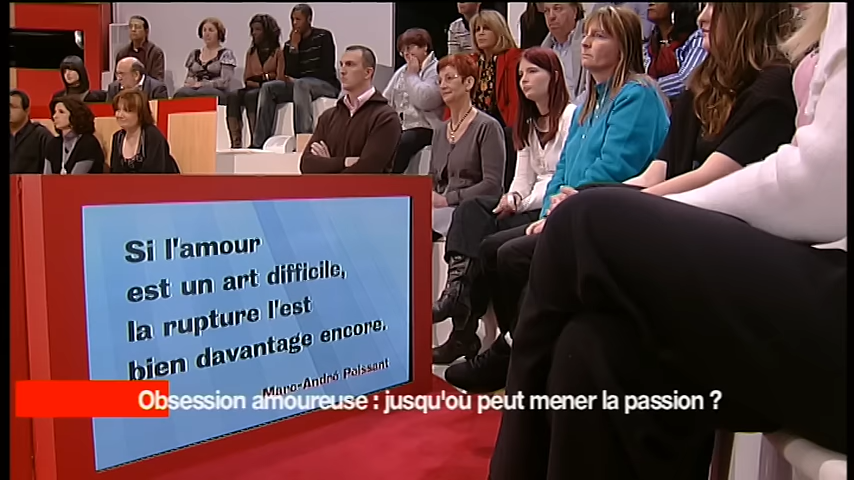 Si l'amour
est un art difficile,
la rupture l'est
bien davantage encore.
Marc-André Poissant
Obsession amoureuse : jusqu'où peut mener la passion ?